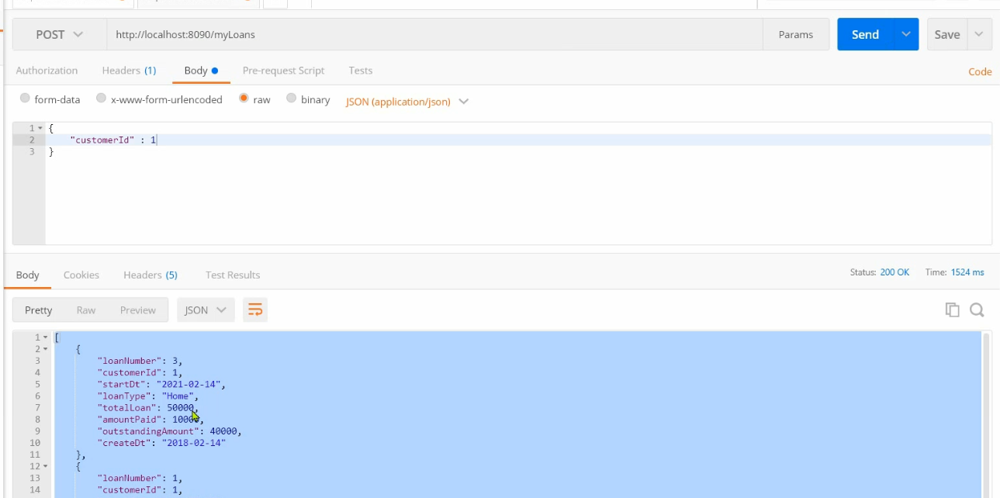 POST http://localhost:8090/myLoans Params Send Save
Authorization Headers (1) Body Pre-request Script Tests Code
form-data x-www-form-urlencoded raw binary JSON (application/json)
1 {
2 "customerId" : 1
3 }
Body Cookies Headers (5) Test Results Status: 200 OK Time: 1524 ms
Pretty Raw Preview JSON
1 [
2 {
3 "loanNumber": 3,
4 "customerId": 1,
5 "startDt": "2021-02-14",
6 "loanType": "Home",
7 "totalLoan": 50000,
8 "amountPaid": 10000,
9 "outstandingAmount": 40000,
10 "createDt": "2018-02-14"
11 },
12 {
13 "loanNumber": 1,
14 "customerId": 1,